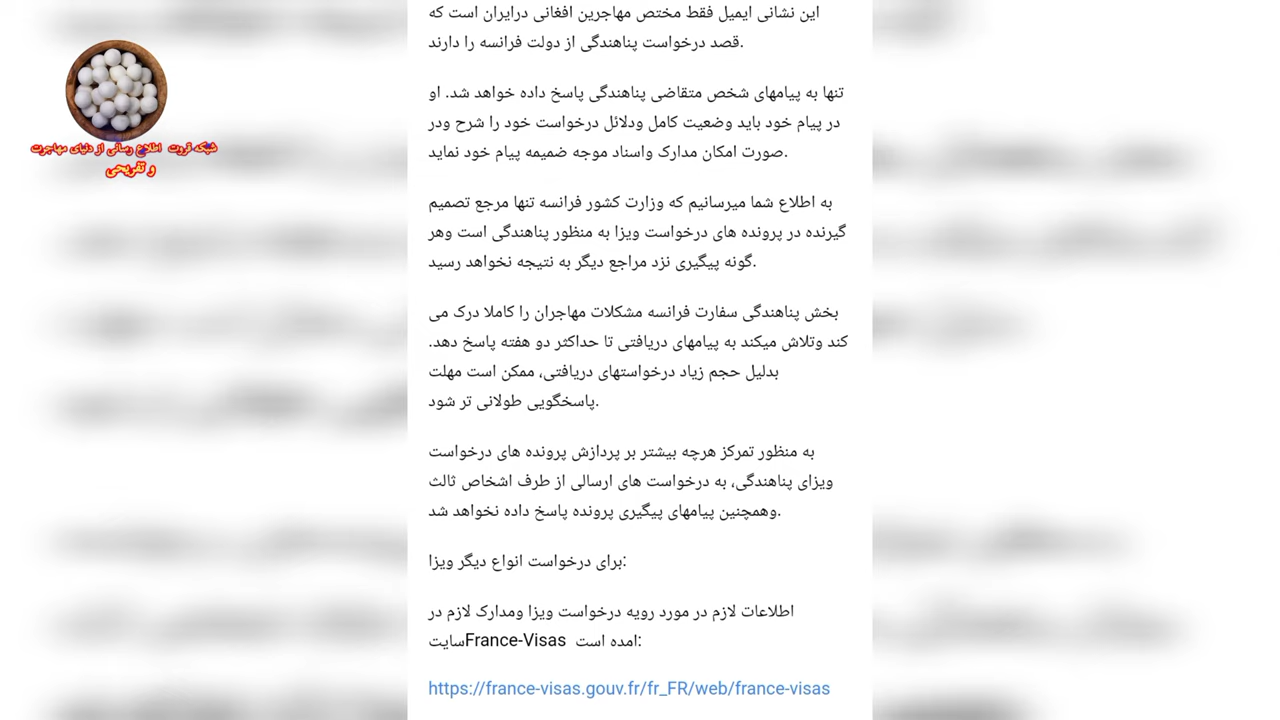 شبکه قروت اطلاع رسانی از دنیای مهاجرت
و تفریحی
این نشانی ایمیل فقط مختص مهاجرین افغانی درایران است که
قصد درخواست پناهندگی از دولت فرانسه را دارند.
تنها به پیامهای شخص متقاضی پناهندگی پاسخ داده خواهد شد. او
در پیام خود باید وضعیت کامل ودلائل درخواست خود را شرح ودر
صورت امکان مدارک واسناد موجه ضمیمه پیام خود نماید.
به اطلاع شما میرسانیم که وزارت کشور فرانسه تنها مرجع تصمیم
گیرنده در پرونده های درخواست ویزا به منظور پناهندگی است وهر
گونه پیگیری نزد مراجع دیگر به نتیجه نخواهد رسید.
بخش پناهندگی سفارت فرانسه مشکلات مهاجران را کاملا درک می
کند وتلاش میکند به پیامهای دریافتی تا حداکثر دو هفته پاسخ دهد.
بدلیل حجم زیاد درخواستهای دریافتی، ممکن است مهلت
پاسخگویی طولانی تر شود.
به منظور تمرکز هرچه بیشتر بر پردازش پرونده های درخواست
ویزای پناهندگی، به درخواست های ارسالی از طرف اشخاص ثالث
وهمچنین پیامهای پیگیری پرونده پاسخ داده نخواهد شد.
برای درخواست انواع دیگر ویزا:
اطلاعات لازم در مورد رویه درخواست ویزا ومدارک لازم در
سایتFrance-Visas امده است:
https://france-visas.gouv.fr/fr_FR/web/france-visas